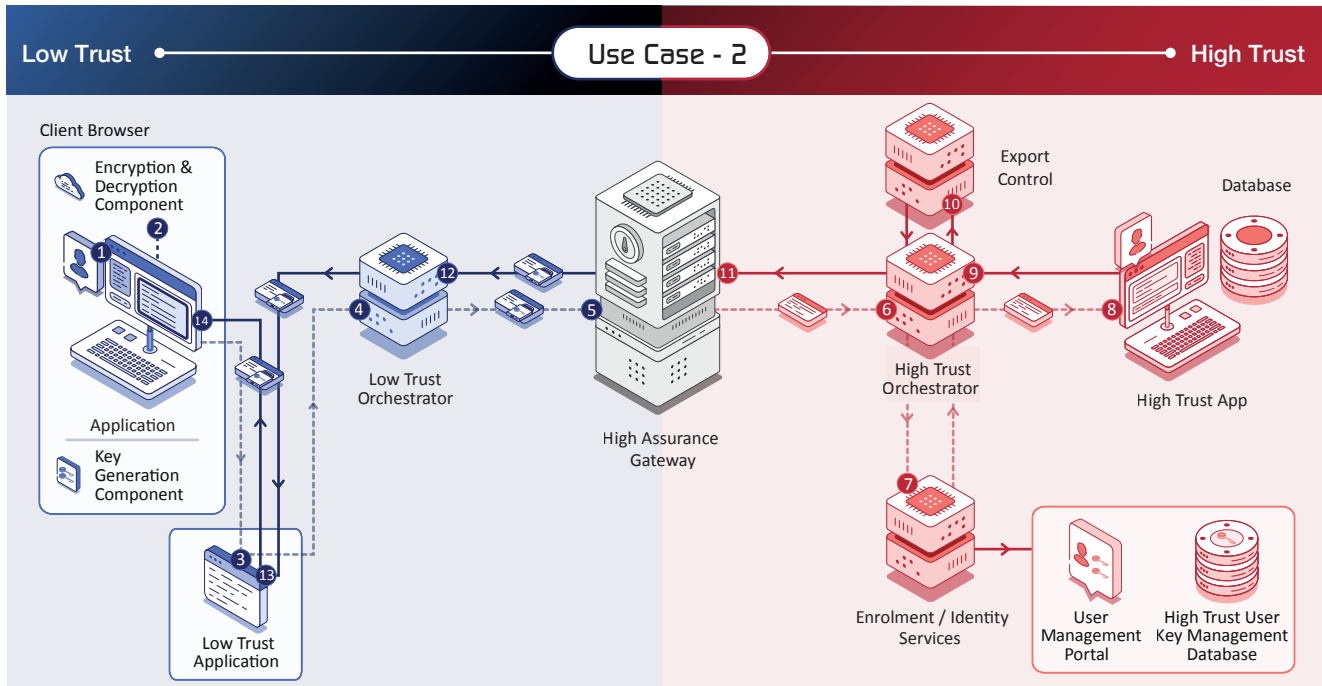 Low Trust
Use Case - 2
High Trust
Client Browser
Encryption &
Decryption
Component
2
1
14
Application
Key
Generation
Component
3
13
Low Trust
Application
4
12
Low Trust
Orchestrator
5
High Assurance
Gateway
11
Export
Control
10
6
9
High Trust
Orchestrator
7
Enrolment / Identity
Services
8
High Trust App
Database
User
Management
Portal
High Trust User
Key Management
Database